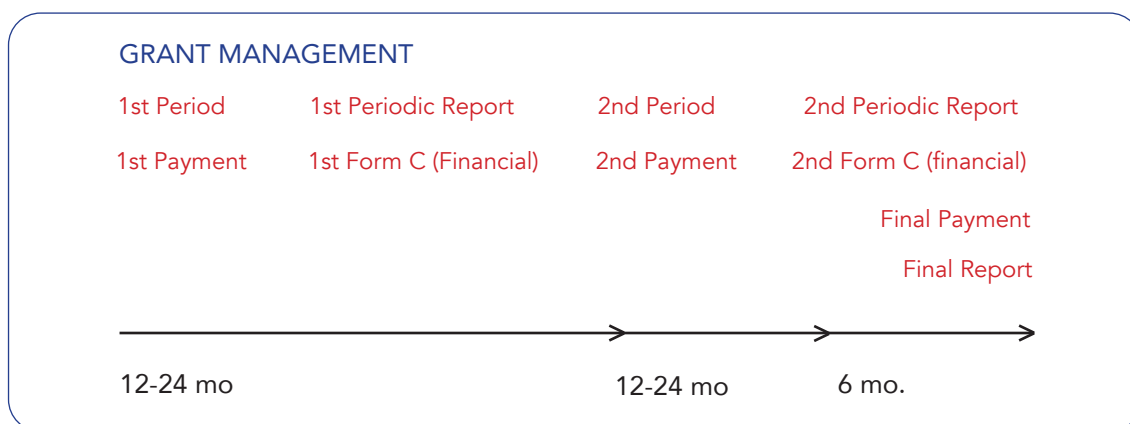 GRANT MANAGEMENT
1st Period 1st Periodic Report 2nd Period 2nd Periodic Report
1st Payment 1st Form C (Financial) 2nd Payment 2nd Form C (financial)
Final Payment
Final Report
12-24 mo 12-24 mo 6 mo.